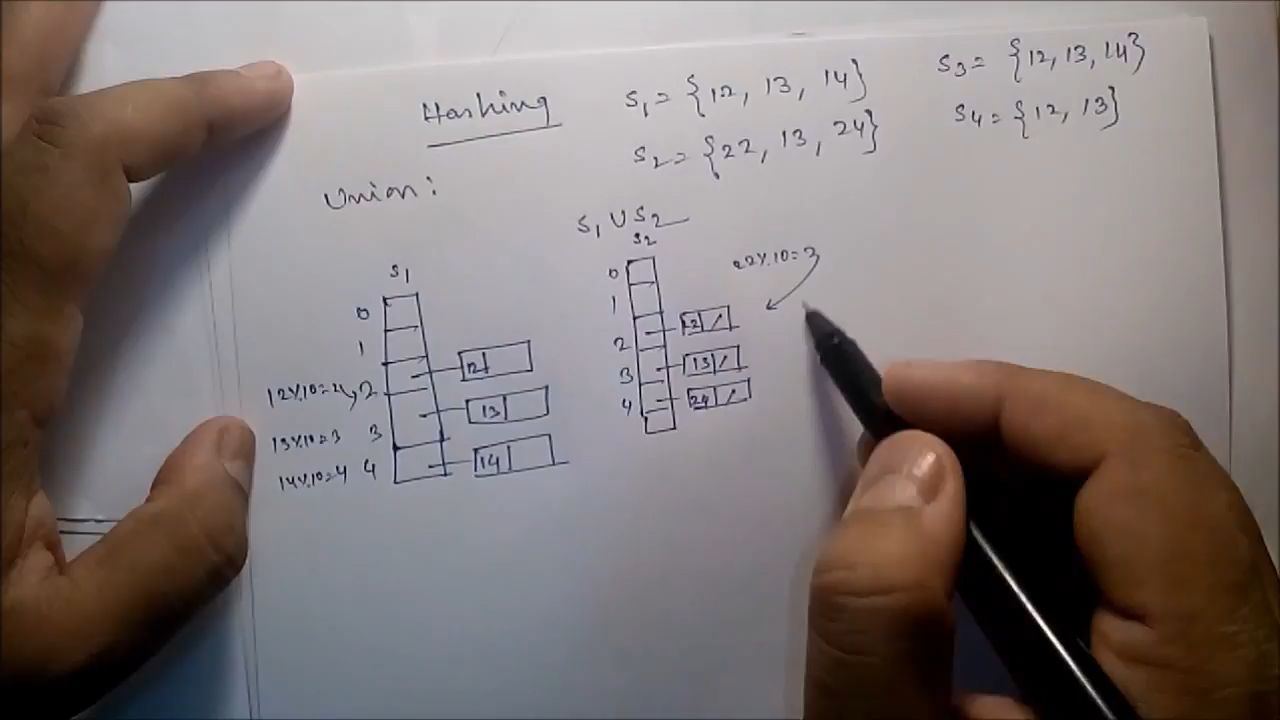 Hashing
S1 = {12, 13, 14}
S2 = {22, 13, 24}
S3 = {12, 13, 14}
S4 = {12, 13}
Union:
S1 U S2
S1
0
1
12%10=2 2 12
13%10=3 3 13
14%10=4 4 14
S2
0
1
2 22 /
3 13 /
4 24 /
22%10=2